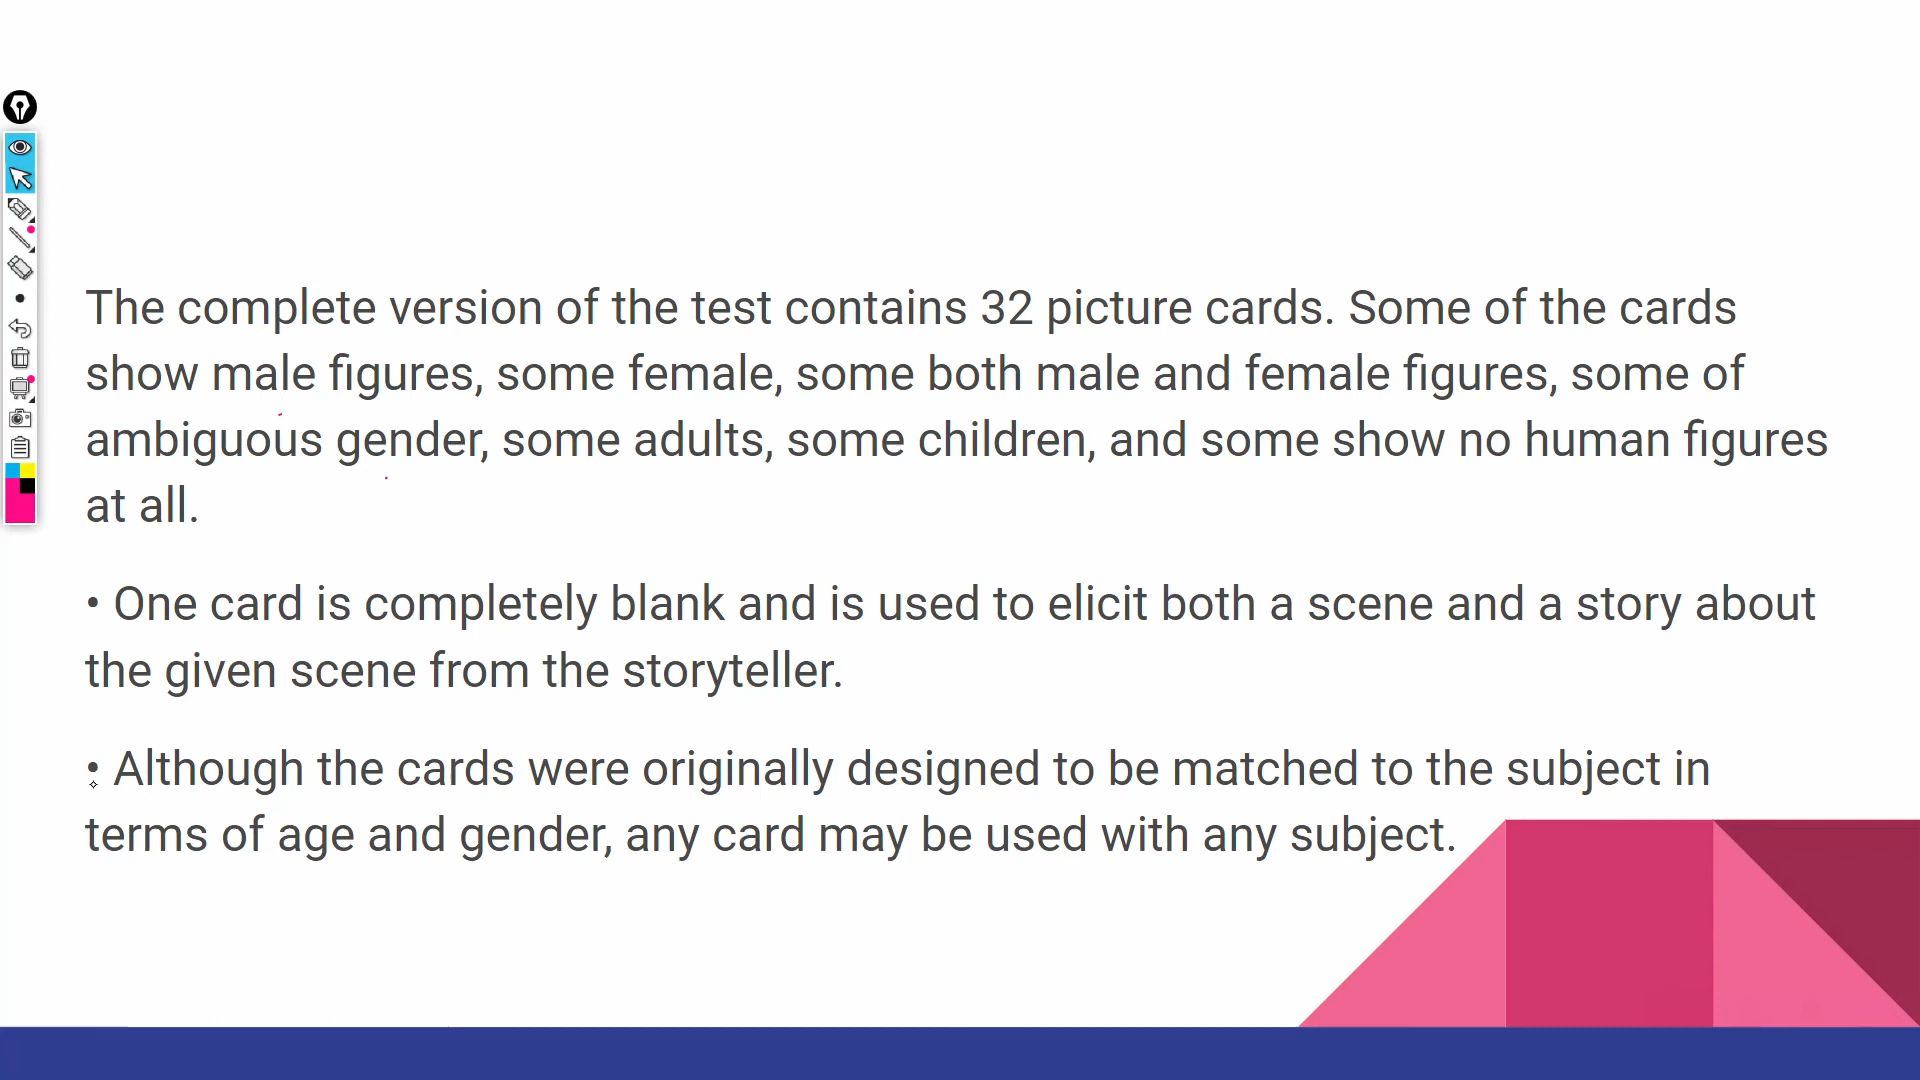 The complete version of the test contains 32 picture cards. Some of the cards
show male figures, some female, some both male and female figures, some of
ambiguous gender, some adults, some children, and some show no human figures
at all.
• One card is completely blank and is used to elicit both a scene and a story about
the given scene from the storyteller.
• Although the cards were originally designed to be matched to the subject in
terms of age and gender, any card may be used with any subject.